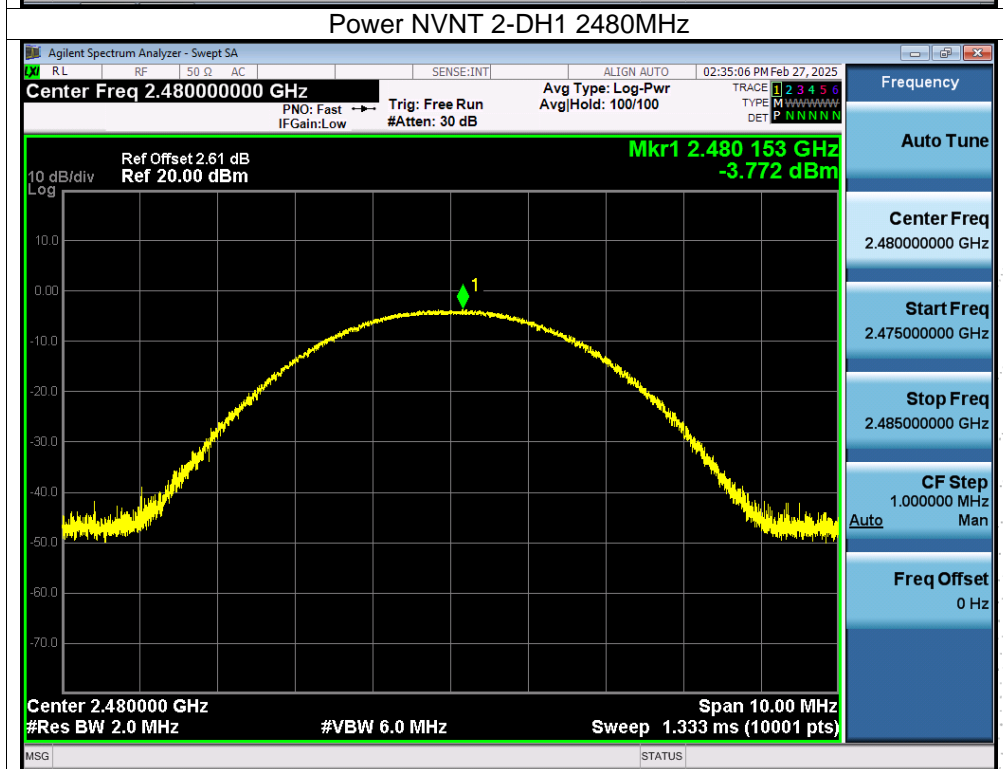 Power NVNT 2-DH1 2480MHz
Agilent Spectrum Analyzer - Swept SA
LXI RL RF 50 Ω AC SENSE:INT ALIGN AUTO 02:35:06 PM Feb 27, 2025
Center Freq 2.480000000 GHz
PNO: Fast
IFGain:Low
Trig: Free Run
#Atten: 30 dB
Avg Type: Log-Pwr
Avg|Hold: 100/100
TRACE 1 2 3 4 5 6
TYPE M WWWWW
DET P N N N N N
Ref Offset 2.61 dB
Ref 20.00 dBm
10 dB/div
Log
Mkr1 2.480 153 GHz
-3.772 dBm
1
10.0
0.00
-10.0
-20.0
-30.0
-40.0
-50.0
-60.0
-70.0
Center 2.480000 GHz
Span 10.00 MHz
#Res BW 2.0 MHz
#VBW 6.0 MHz
Sweep 1.333 ms (10001 pts)
MSG
STATUS
Frequency
Auto Tune
Center Freq
2.480000000 GHz
Start Freq
2.475000000 GHz
Stop Freq
2.485000000 GHz
CF Step
1.000000 MHz
Auto Man
Freq Offset
0 Hz